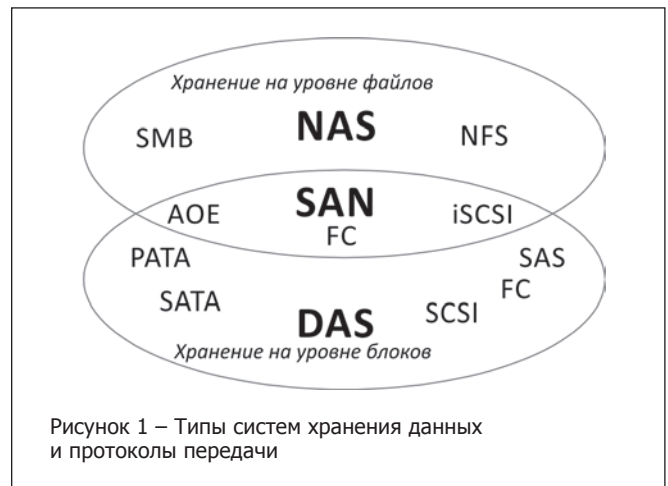 Хранение на уровне файлов
SMB NAS NFS
AOE SAN iSCSI
FC
PATA SAS
SATA FC
DAS SCSI
Хранение на уровне блоков
Рисунок 1 – Типы систем хранения данных
и протоколы передачи